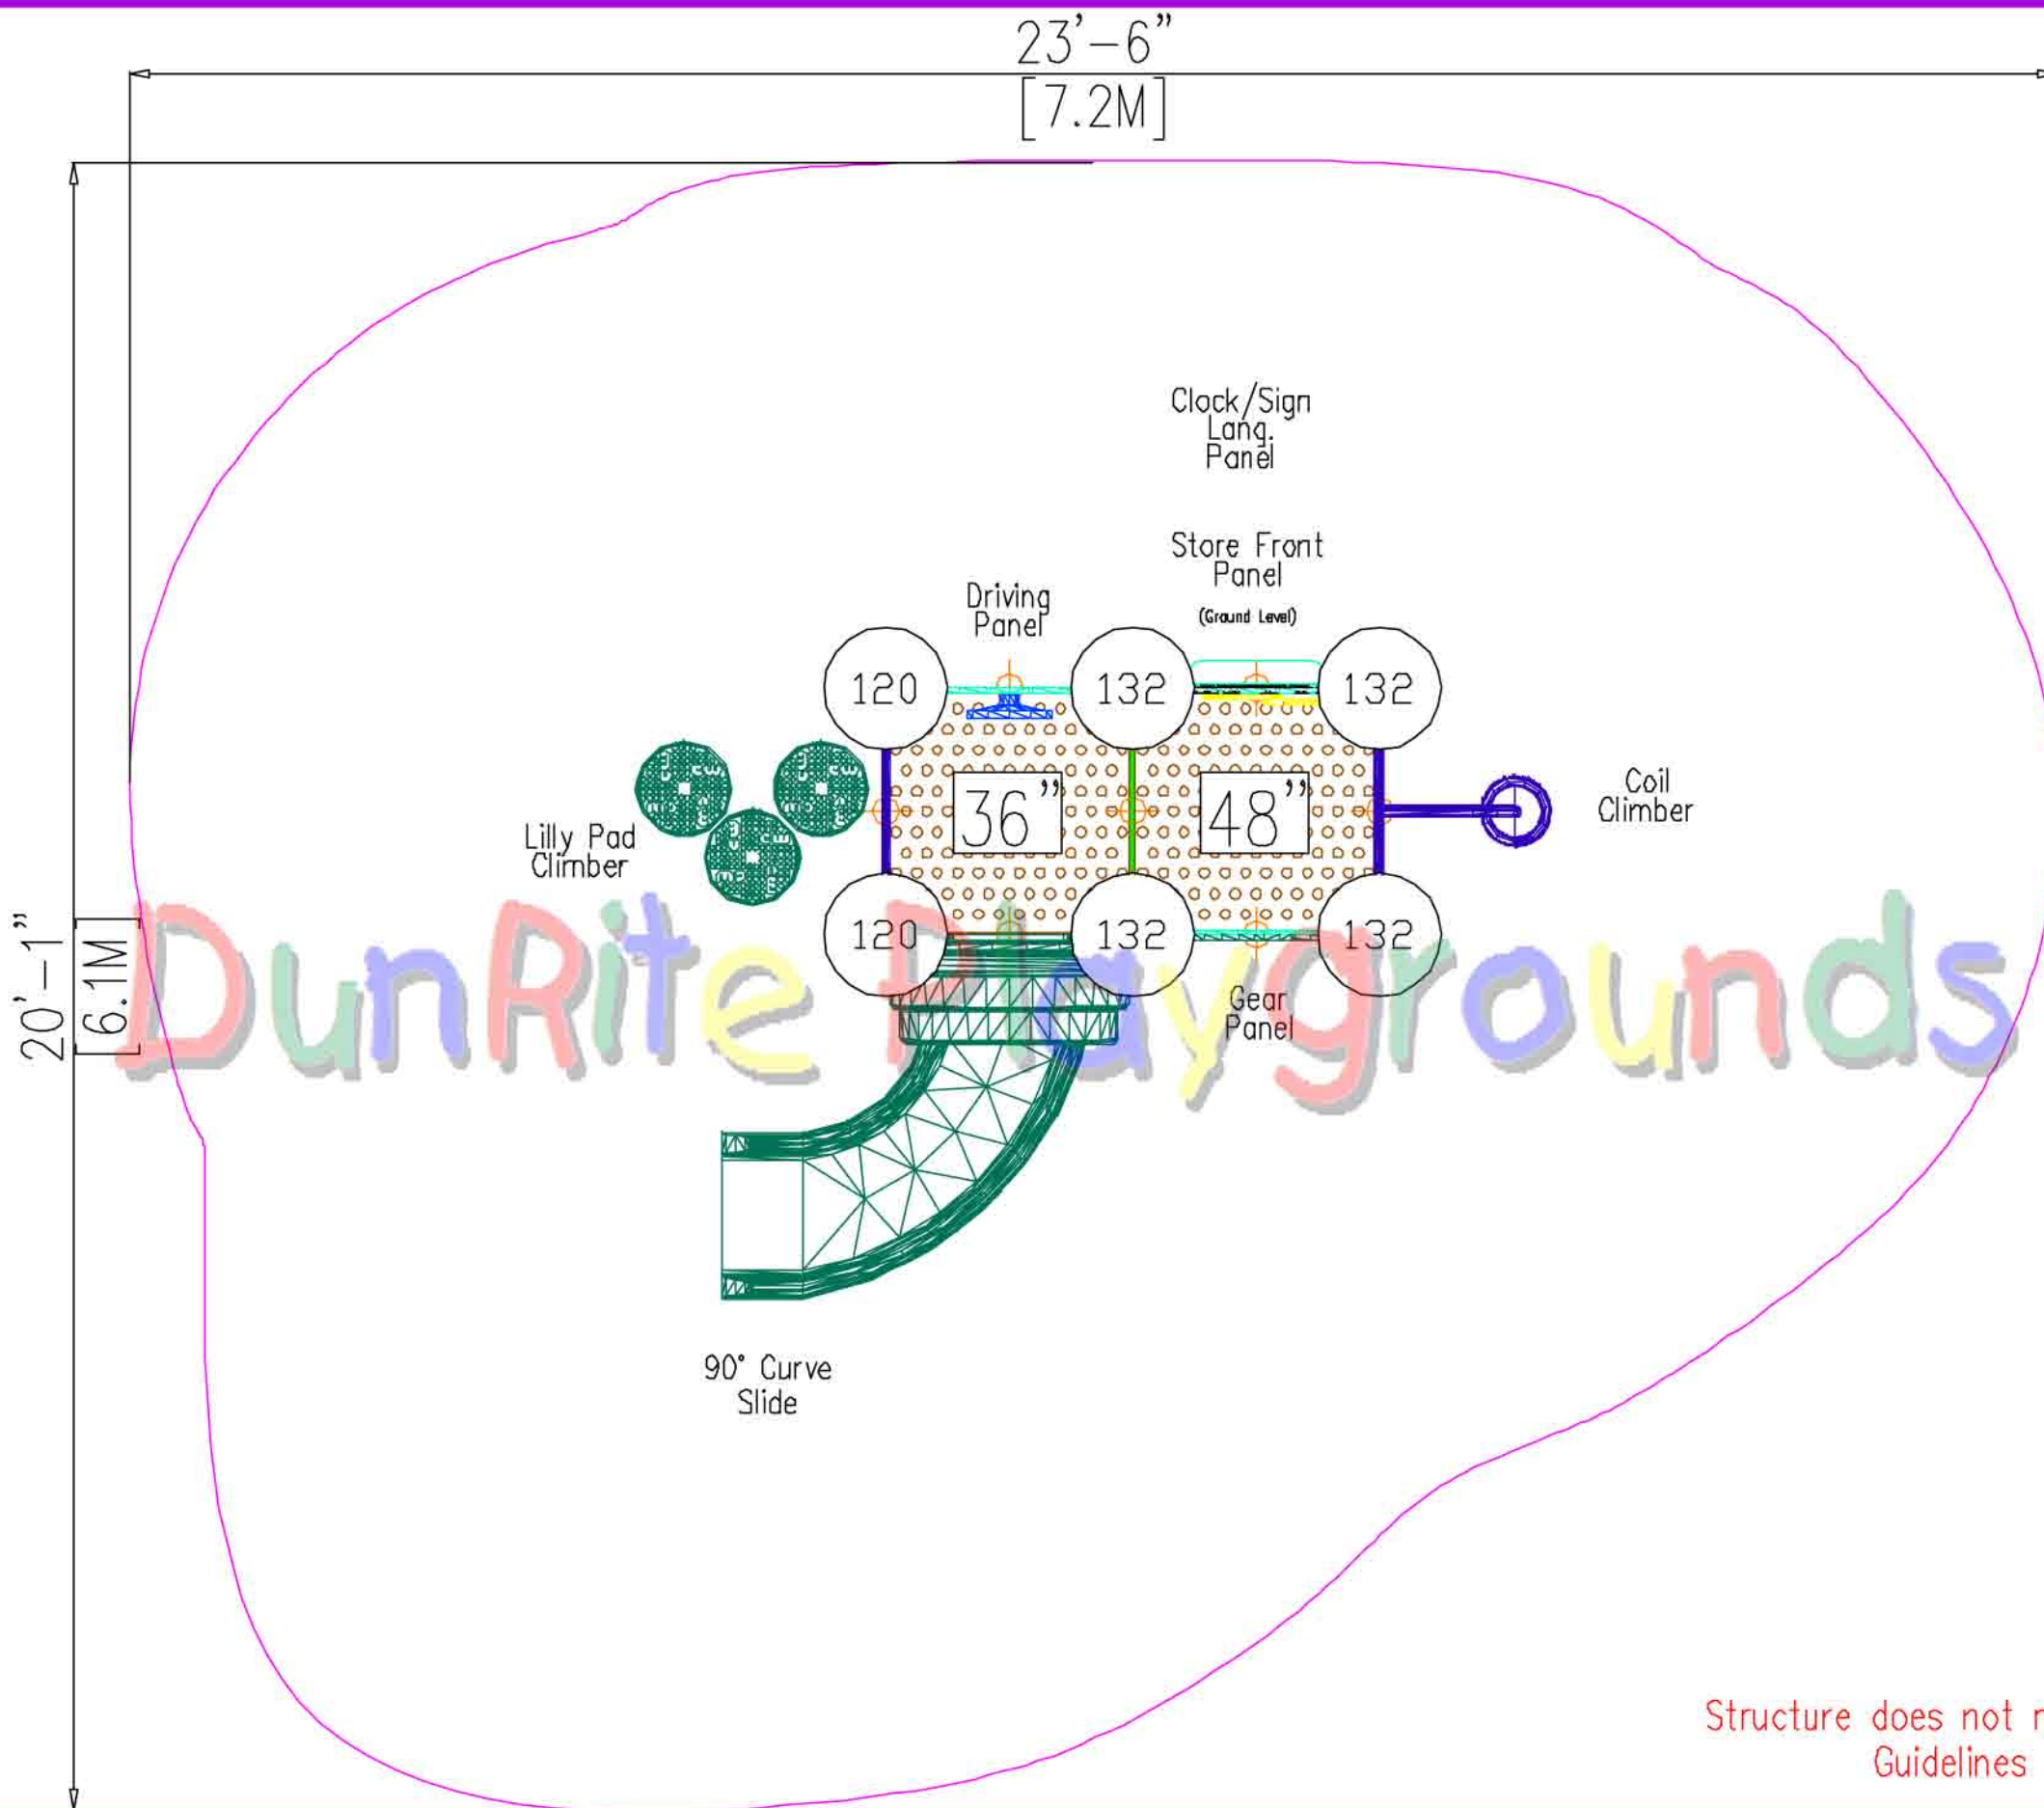 23'-6"
[7.2M]
Clock/Sign
Lang.
Panel
Store Front
Panel
(Ground Level)
Driving
Panel
120
132
132
36"
48"
Coil
Climber
Lilly Pad
Climber
120
132
132
20'-1"
[6.1M]
DunRite Playgrounds
Gear
Panel
90° Curve
Slide
Structure does not
Guidelines